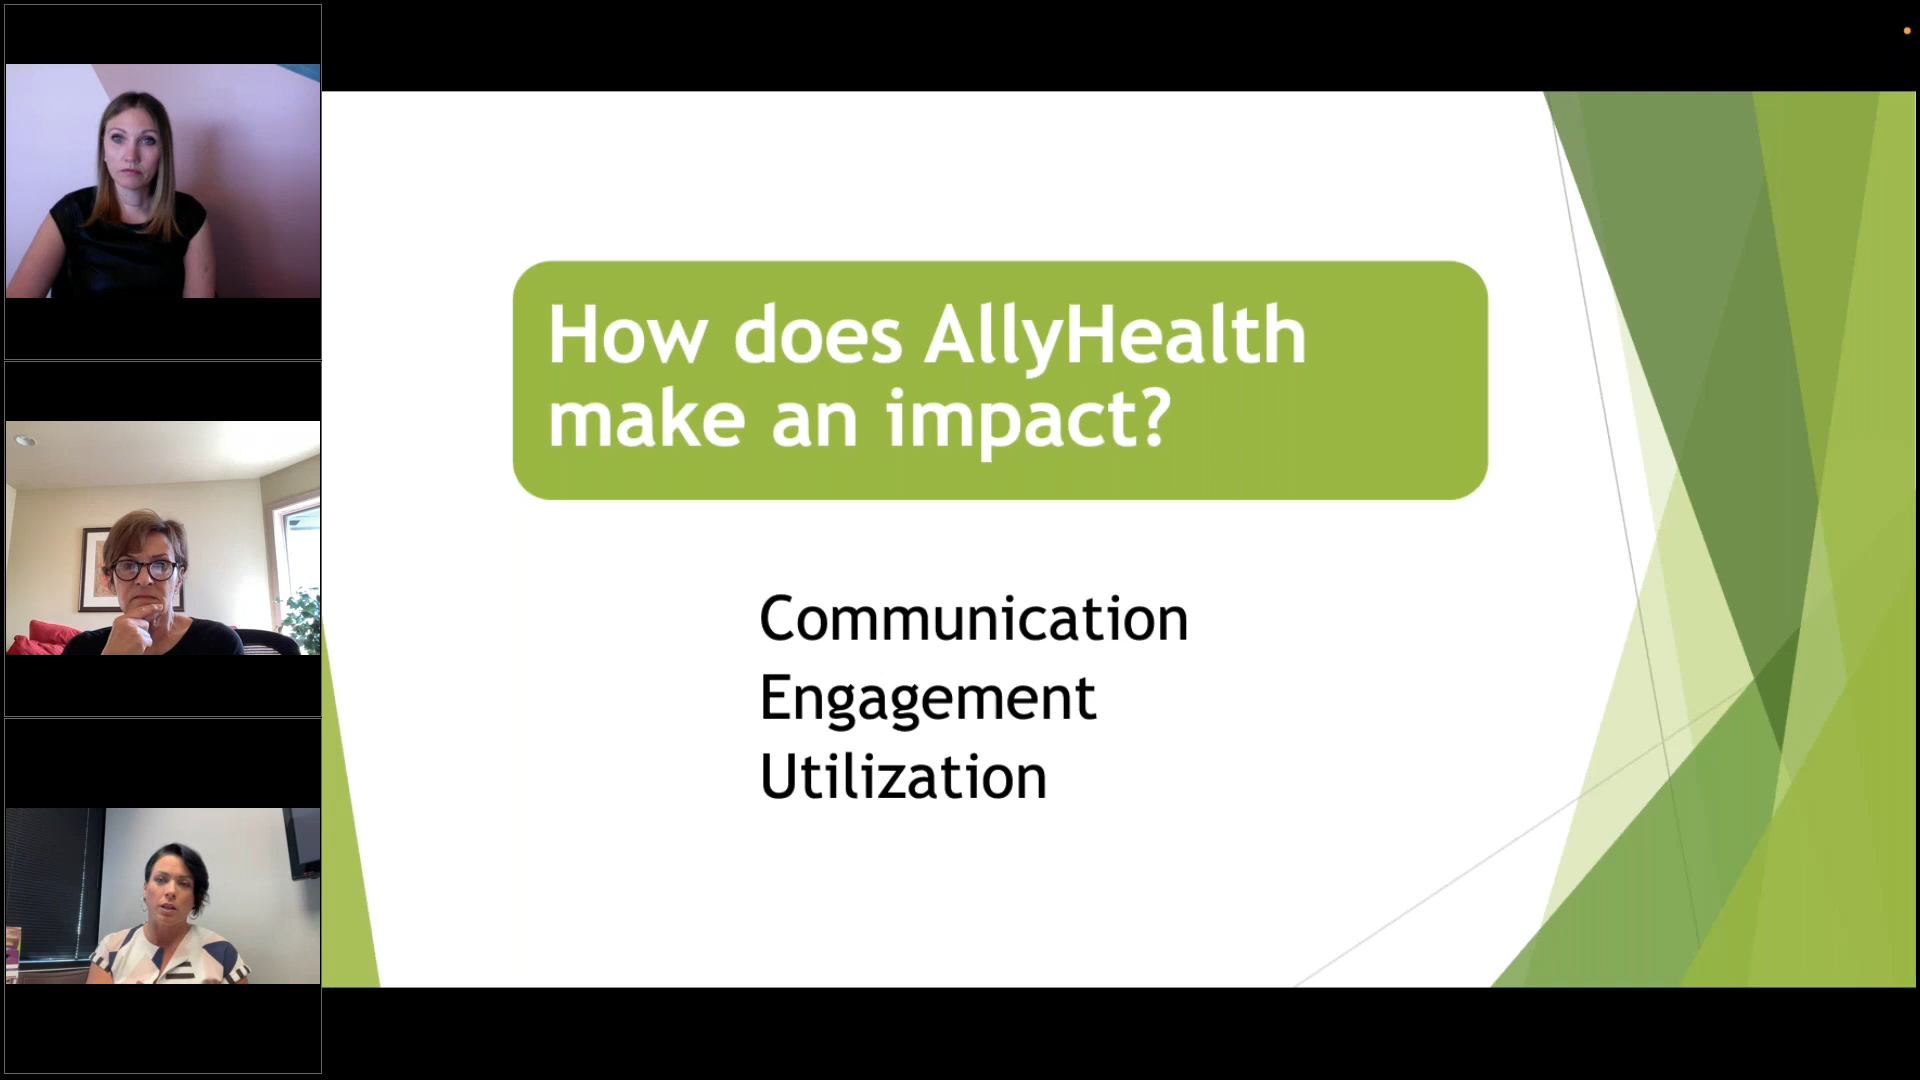 How does AllyHealth
make an impact?
Communication
Engagement
Utilization